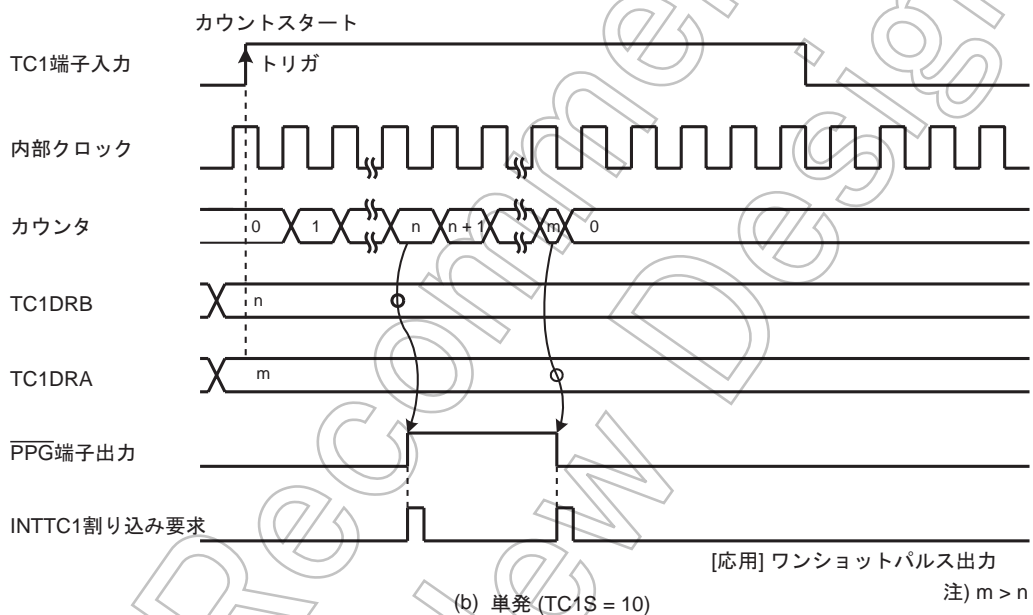 カウントスタート
TC1端子入力
トリガ
内部クロック
カウンタ 0 1 n n + 1 m 0
TC1DRB n
TC1DRA m
PPG端子出力
INTTC1割り込み要求
[応用] ワンショットパルス出力
(b) 単発 (TC1S = 10)
注) m > n